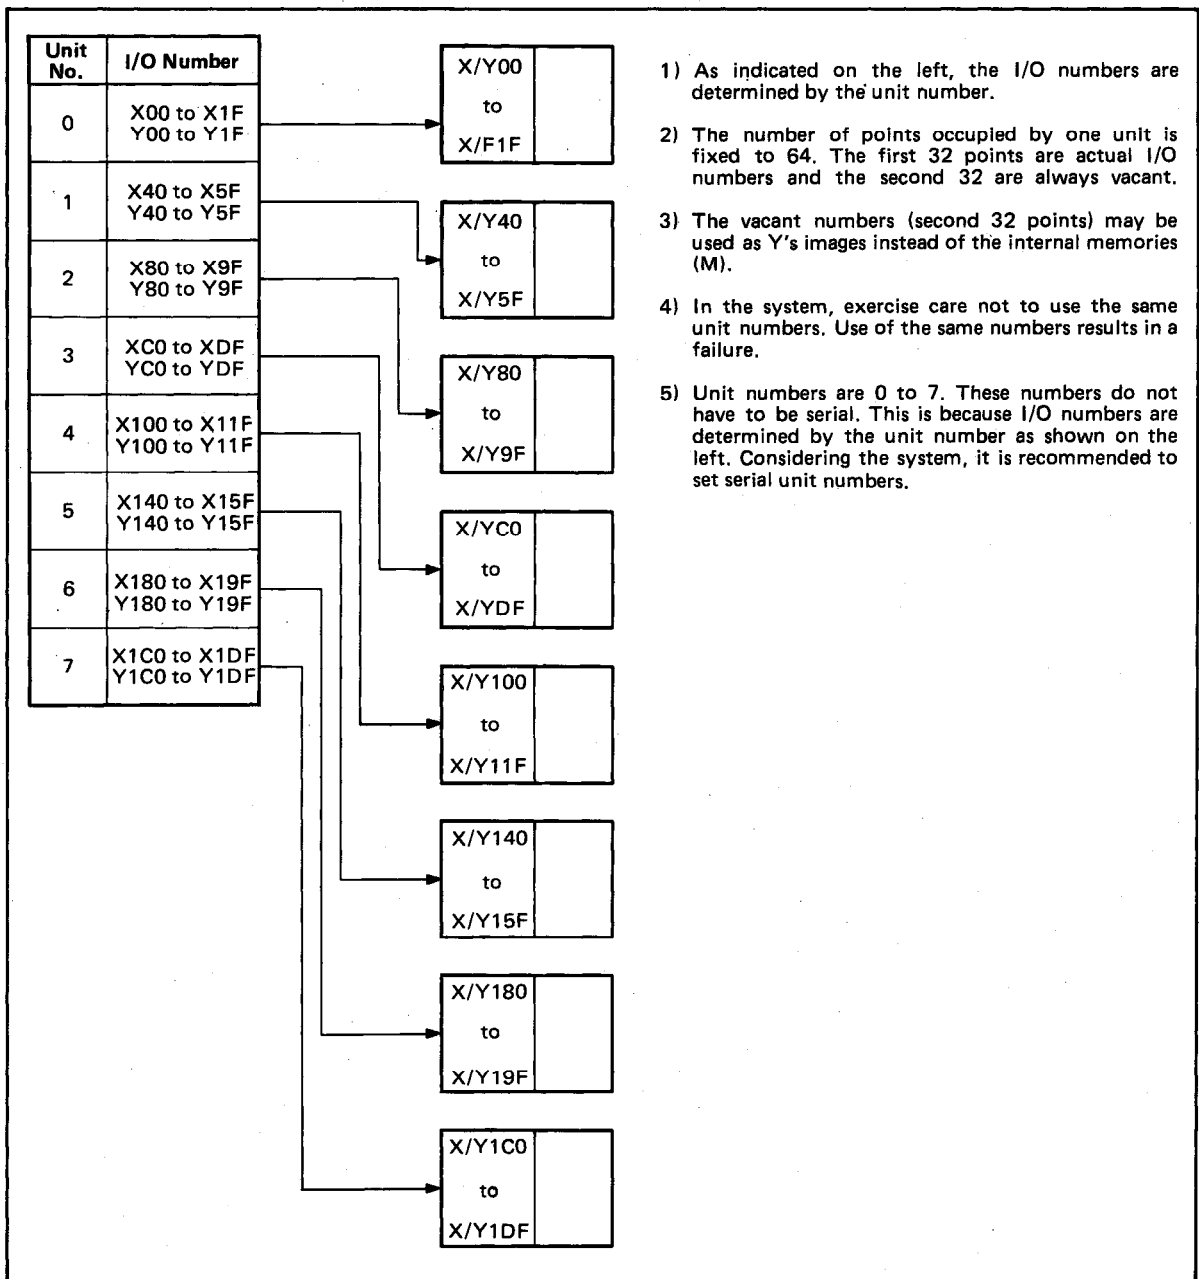 Unit No.
I/O Number
0
X00 to X1F
Y00 to Y1F
1
X40 to X5F
Y40 to Y5F
2
X80 to X9F
Y80 to Y9F
3
XC0 to XDF
YC0 to YDF
4
X100 to X11F
Y100 to Y11F
5
X140 to X15F
Y140 to Y15F
6
X180 to X19F
Y180 to Y19F
7
X1C0 to X1DF
Y1C0 to Y1DF
X/Y00
to
X/F1F
X/Y40
to
X/Y5F
X/Y80
to
X/Y9F
X/YC0
to
X/YDF
X/Y100
to
X/Y11F
X/Y140
to
X/Y15F
X/Y180
to
X/Y19F
X/Y1C0
to
X/Y1DF
1) As indicated on the left, the I/O numbers are
determined by the unit number.
2) The number of points occupied by one unit is
fixed to 64. The first 32 points are actual I/O
numbers and the second 32 are always vacant.
3) The vacant numbers (second 32 points) may be
used as Y's images instead of the internal memories
(M).
4) In the system, exercise care not to use the same
unit numbers. Use of the same numbers results in a
failure.
5) Unit numbers are 0 to 7. These numbers do not
have to be serial. This is because I/O numbers are
determined by the unit number as shown on the
left. Considering the system, it is recommended to
set serial unit numbers.